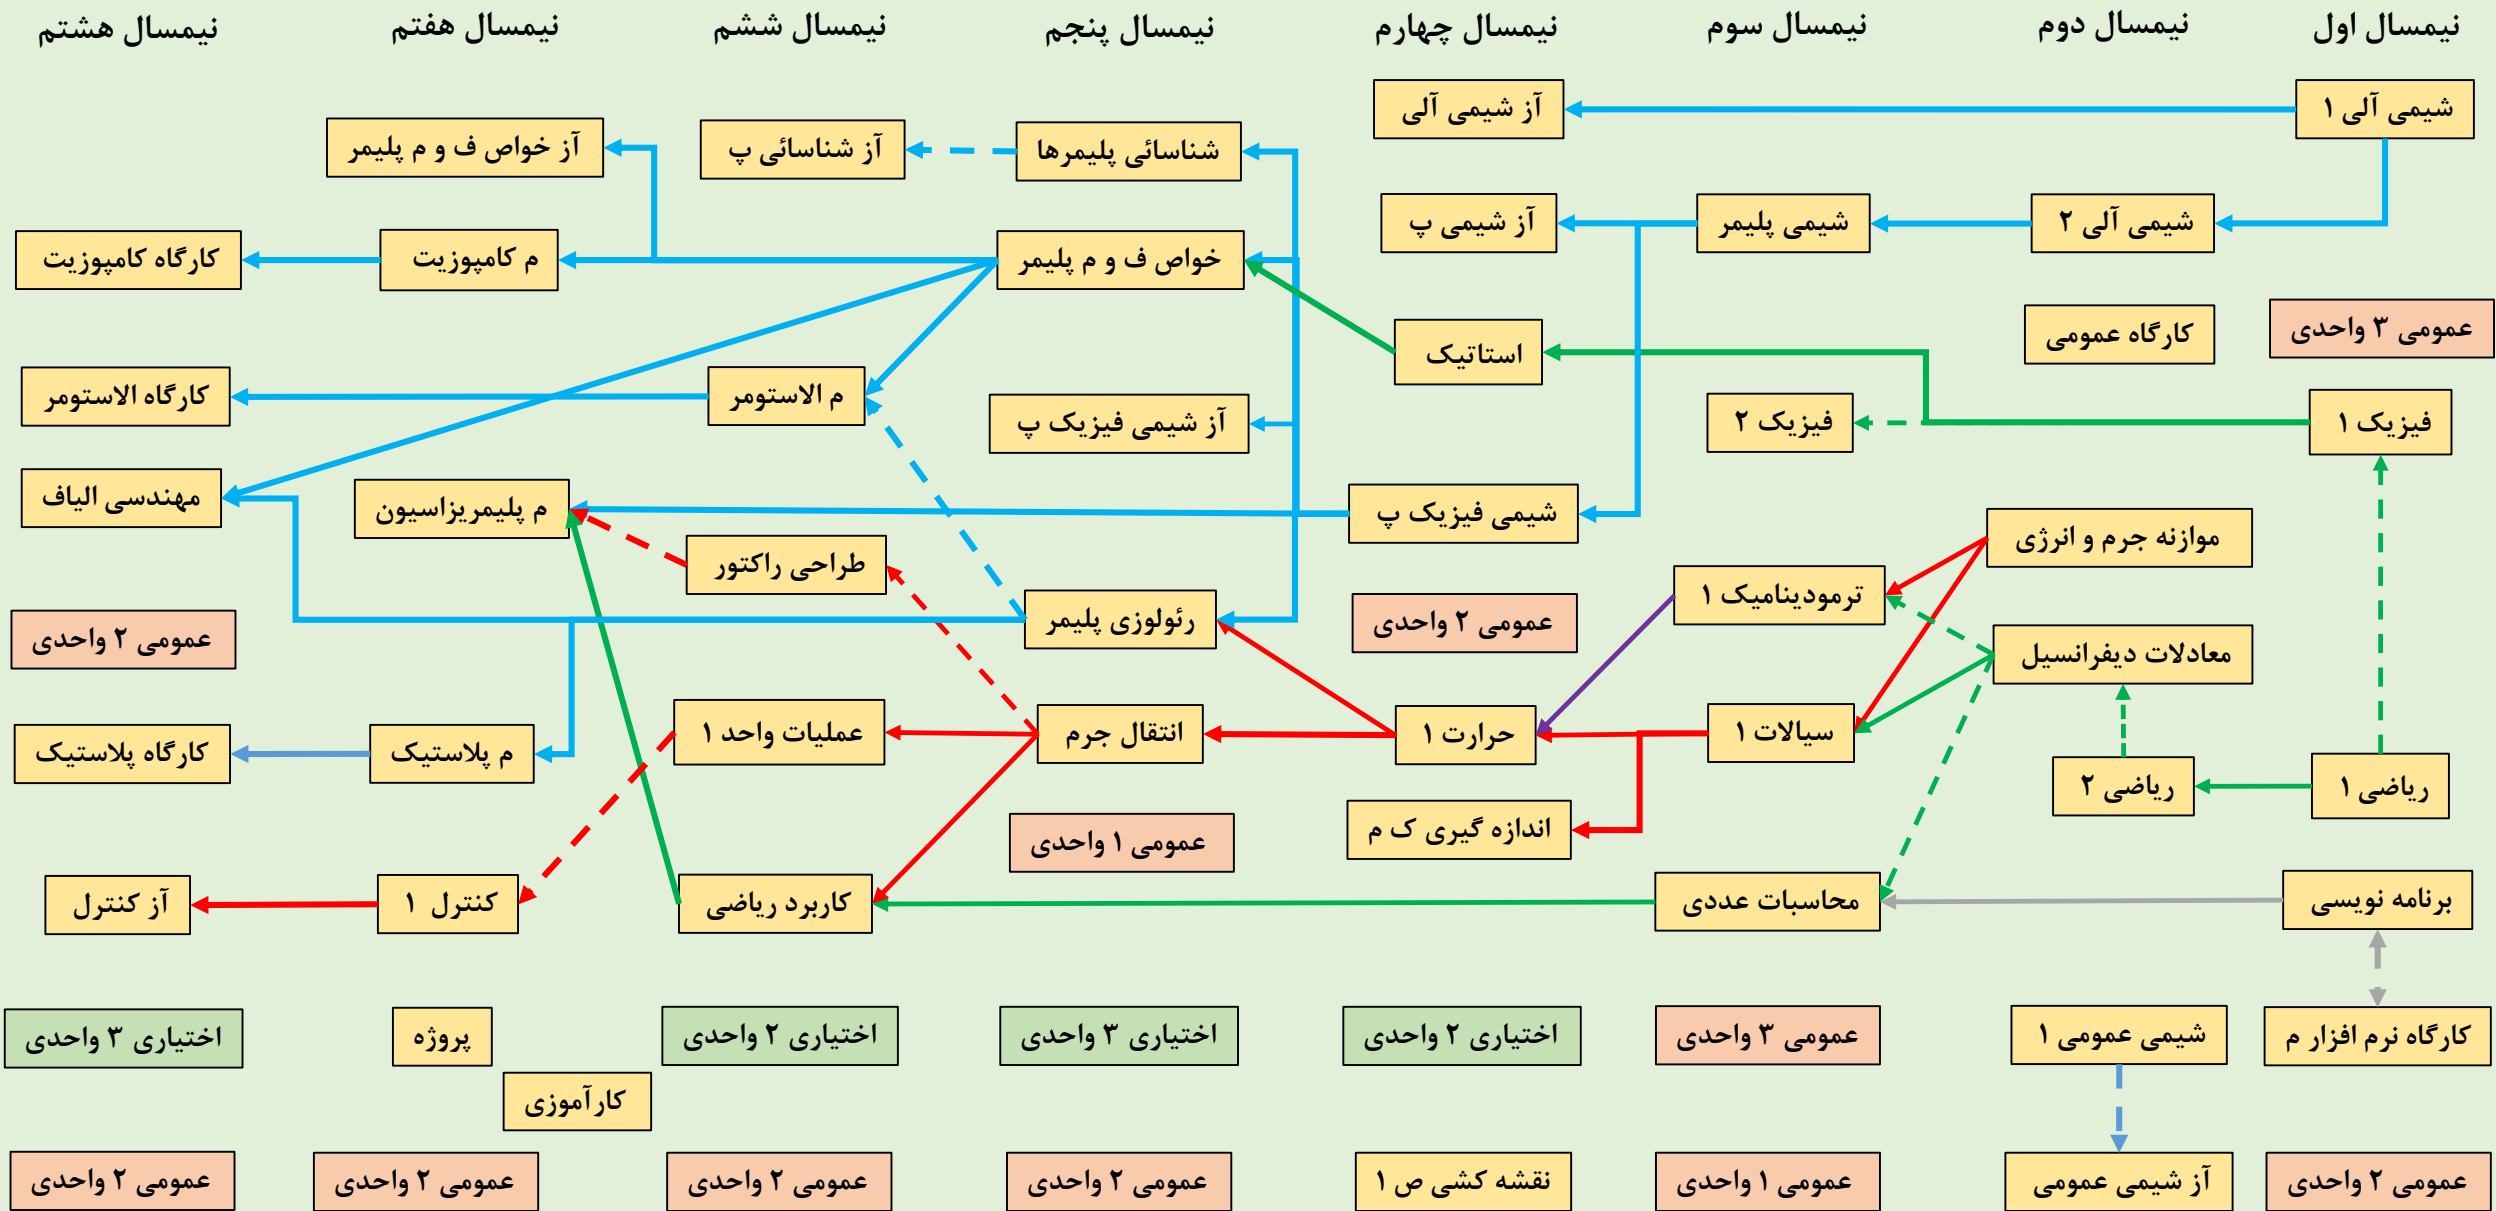 نیمسال اول
نیمسال دوم
نیمسال سوم
نیمسال چهارم
نیمسال پنجم
نیمسال ششم
نیمسال هفتم
نیمسال هشتم
شیمی آلی ۱
عمومی ۳ واحدی
فیزیک ۱
ریاضی ۱
برنامه نویسی
کارگاه نرم افزار م
عمومی ۲ واحدی
شیمی آلی ۲
کارگاه عمومی
موازنه جرم و انرژی
معادلات دیفرانسیل
ریاضی ۲
شیمی عمومی ۱
آز شیمی عمومی
شیمی پلیمر
فیزیک ۲
ترمودینامیک ۱
سیالات ۱
محاسبات عددی
عمومی ۳ واحدی
عمومی ۱ واحدی
آز شیمی آلی
آز شیمی پ
استاتیک
شیمی فیزیک پ
عمومی ۲ واحدی
حرارت ۱
اندازه گیری ک م
اختیاری ۲ واحدی
نقشه کشی ص ۱
شناسائی پلیمرها
خواص ف و م پلیمر
آز شیمی فیزیک پ
رئولوزی پلیمر
انتقال جرم
عمومی ۱ واحدی
اختیاری ۳ واحدی
عمومی ۲ واحدی
آز شناسائی پ
م الاستومر
طراحی راکتور
عملیات واحد ۱
کاربرد ریاضی
اختیاری ۲ واحدی
عمومی ۲ واحدی
آز خواص ف و م پلیمر
م کامپوزیت
م پلیمریزاسیون
م پلاستیک
کنترل ۱
پروژه
کارآموزی
عمومی ۲ واحدی
کارگاه کامپوزیت
کارگاه الاستومر
مهندسی الیاف
عمومی ۲ واحدی
کارگاه پلاستیک
آز کنترل
اختیاری ۳ واحدی
عمومی ۲ واحدی